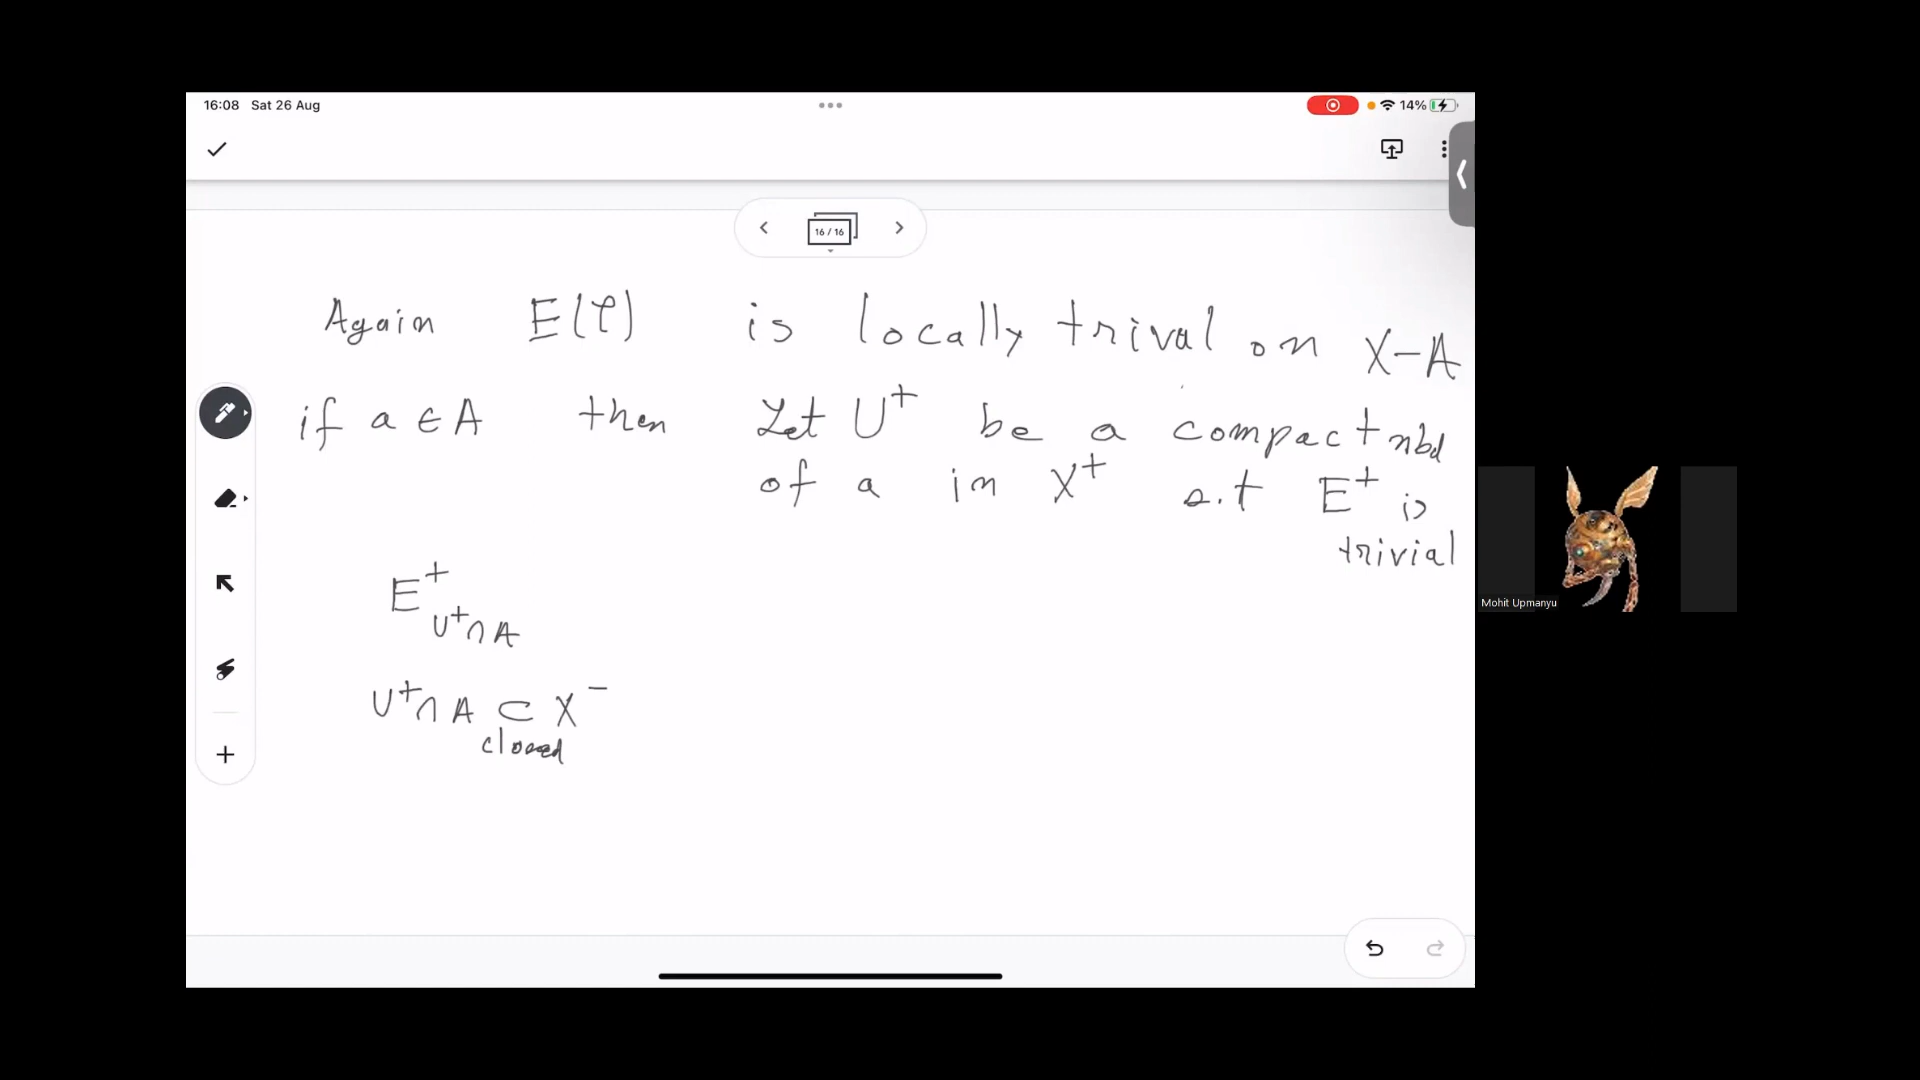 16:08 Sat 26 Aug
14%
16 / 16
Again E(φ) is locally trival on X-A
if a ∈ A then Let U⁺ be a compact nbd
of a in X⁺ s.t E⁺ is
trivial
E⁺
U⁺∩A
U⁺∩A ⊂ X⁻
closed
Mohit Upmanyu